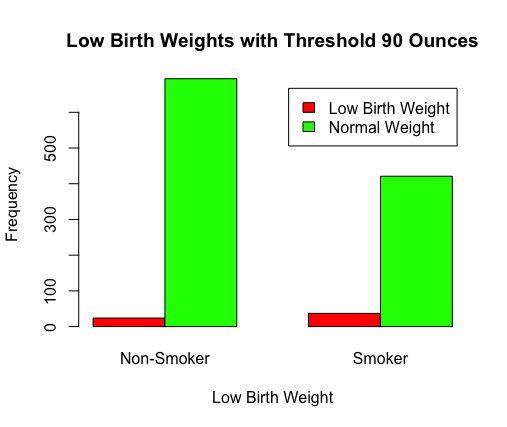 Low Birth Weights with Threshold 90 Ounces
Low Birth Weight
Normal Weight
Frequency
500
300
100
0
Non-Smoker
Smoker
Low Birth Weight